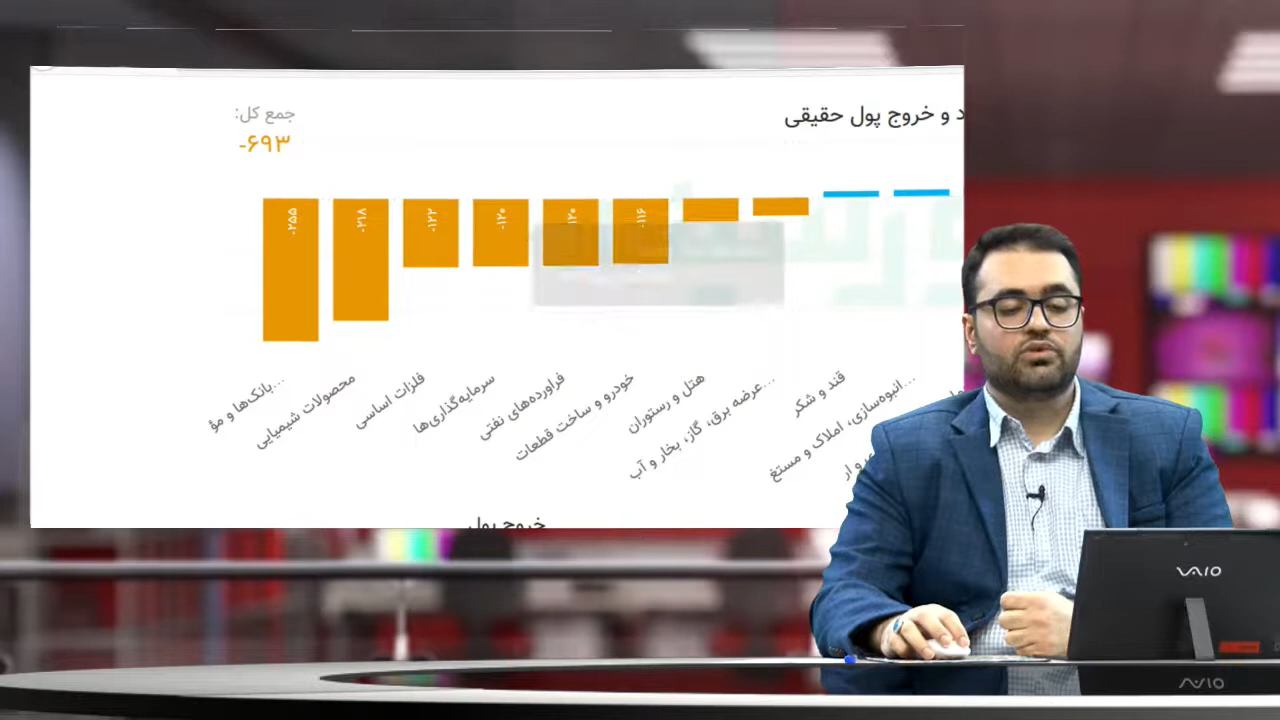 د و خروج پول حقیقی
جمع کل:
-۶۹۳
-۲۵۵
-۲۱۸
-۱۲۲
-۱۲۰
-۱۲۰
-۱۱۶
بانک‌ها و مؤ...
محصولات شیمیایی
فلزات اساسی
سرمایه‌گذاری‌ها
فراورده‌های نفتی
خودرو و ساخت قطعات
هتل و رستوران
عرضه برق، گاز، بخار و آب...
قند و شکر
انبوه‌سازی، املاک و مستغ...
خروج پول
VAIO